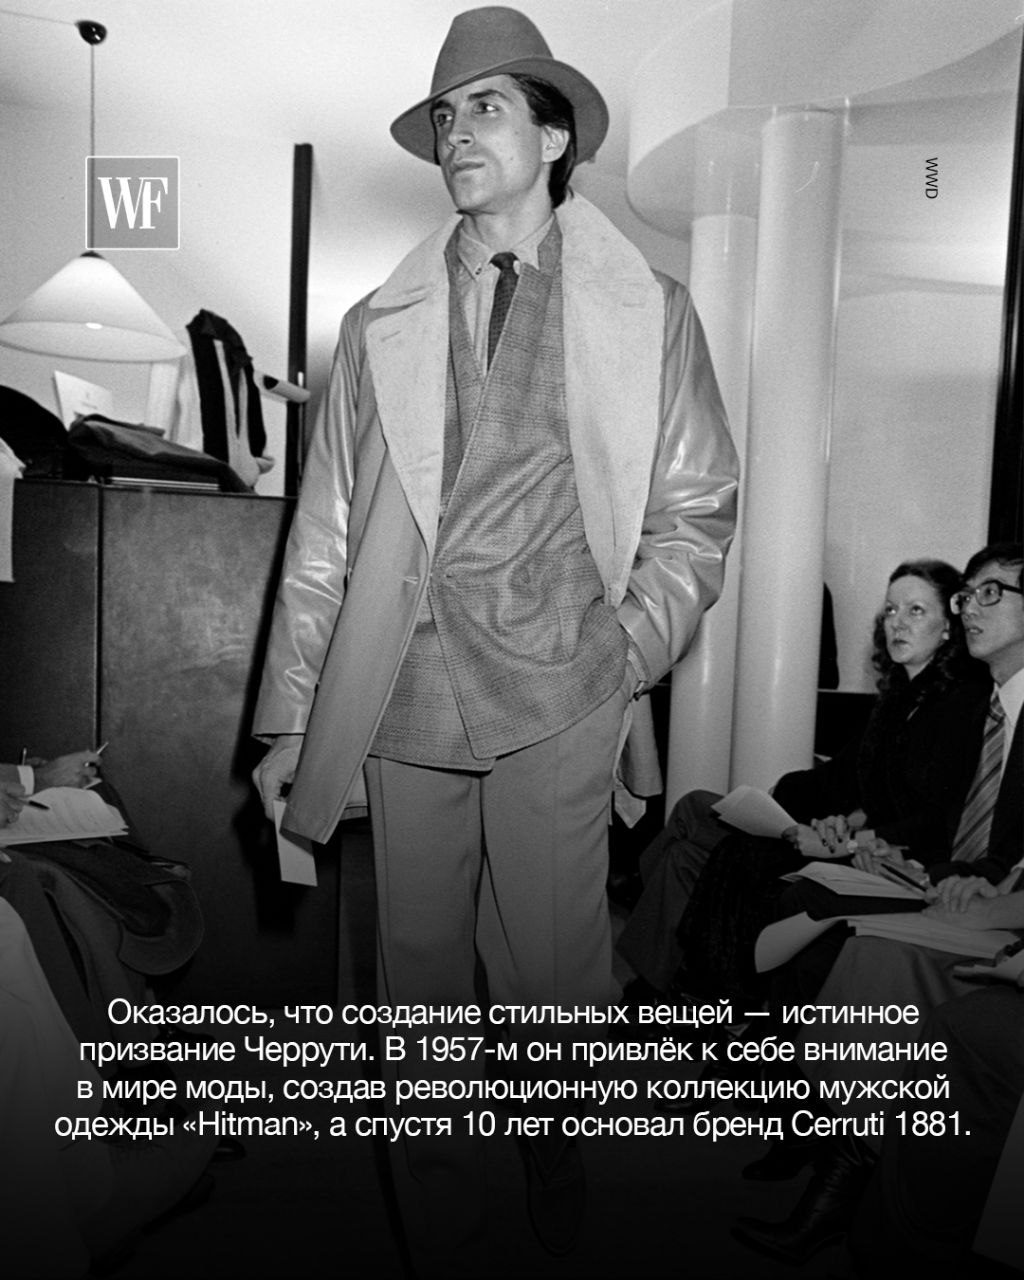 WF
WWD
Оказалось, что создание стильных вещей — истинное
призвание Черрути. В 1957-м он привлёк к себе внимание
в мире моды, создав революционную коллекцию мужской
одежды «Hitman», а спустя 10 лет основал бренд Cerruti 1881.